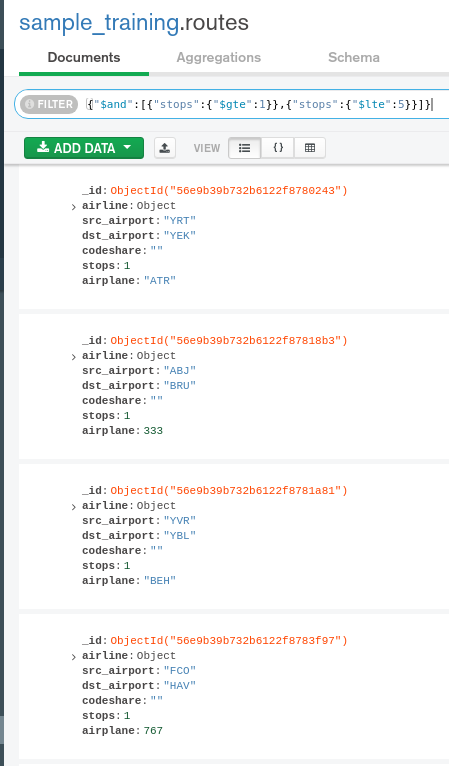 sample_training.routes
Documents Aggregations Schema
FILTER {"$and":[{"stops":{"$gte":1}},{"stops":{"$lte":5}}]}
ADD DATA VIEW {}
_id: ObjectId("56e9b39b732b6122f8780243")
airline: Object
src_airport: "YRT"
dst_airport: "YEK"
codeshare: ""
stops: 1
airplane: "ATR"
_id: ObjectId("56e9b39b732b6122f87818b3")
airline: Object
src_airport: "ABJ"
dst_airport: "BRU"
codeshare: ""
stops: 1
airplane: 333
_id: ObjectId("56e9b39b732b6122f8781a81")
airline: Object
src_airport: "YVR"
dst_airport: "YBL"
codeshare: ""
stops: 1
airplane: "BEH"
_id: ObjectId("56e9b39b732b6122f8783f97")
airline: Object
src_airport: "FCO"
dst_airport: "HAV"
codeshare: ""
stops: 1
airplane: 767